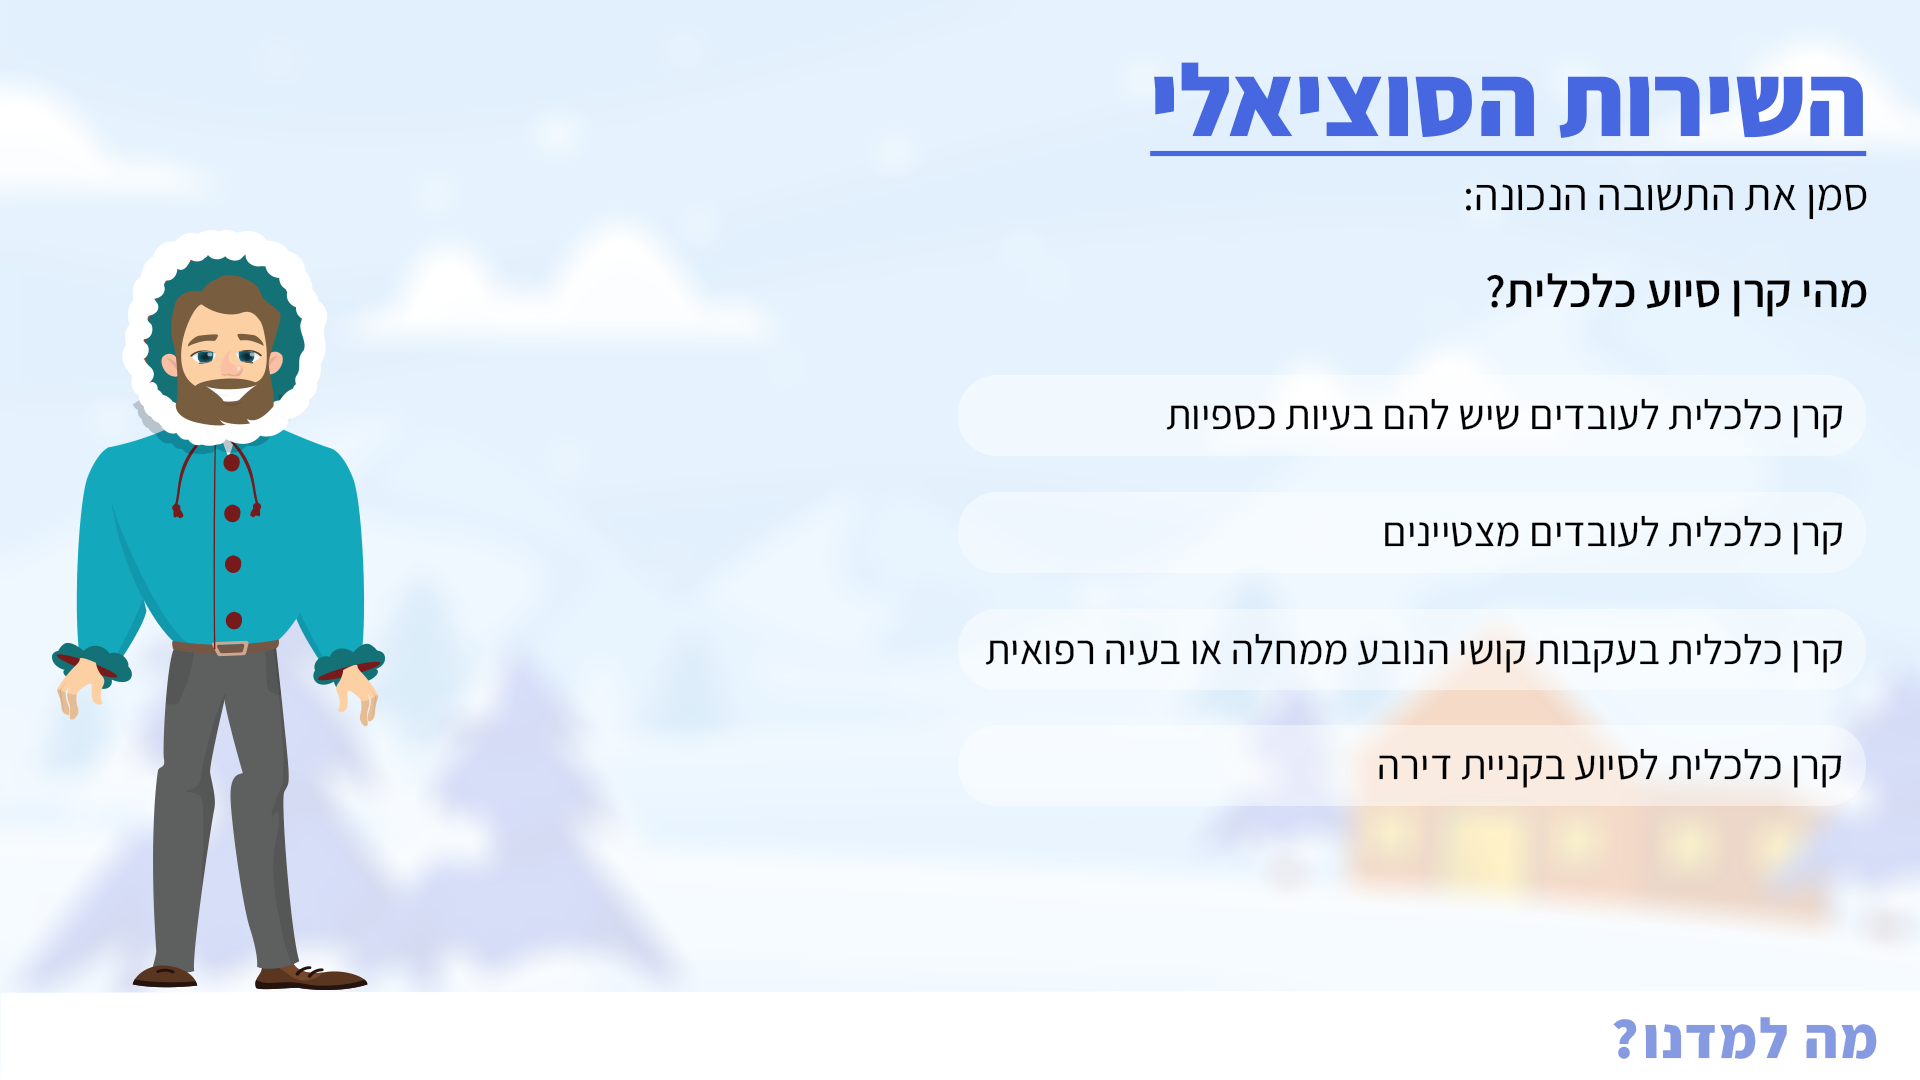 השירות הסוציאלי
סמן את התשובה הנכונה:
מהי קרן סיוע כלכלית?
קרן כלכלית לעובדים שיש להם בעיות כספיות
קרן כלכלית לעובדים מצטיינים
קרן כלכלית בעקבות קושי הנובע ממחלה או בעיה רפואית
קרן כלכלית לסיוע בקניית דירה
מה למדנו?